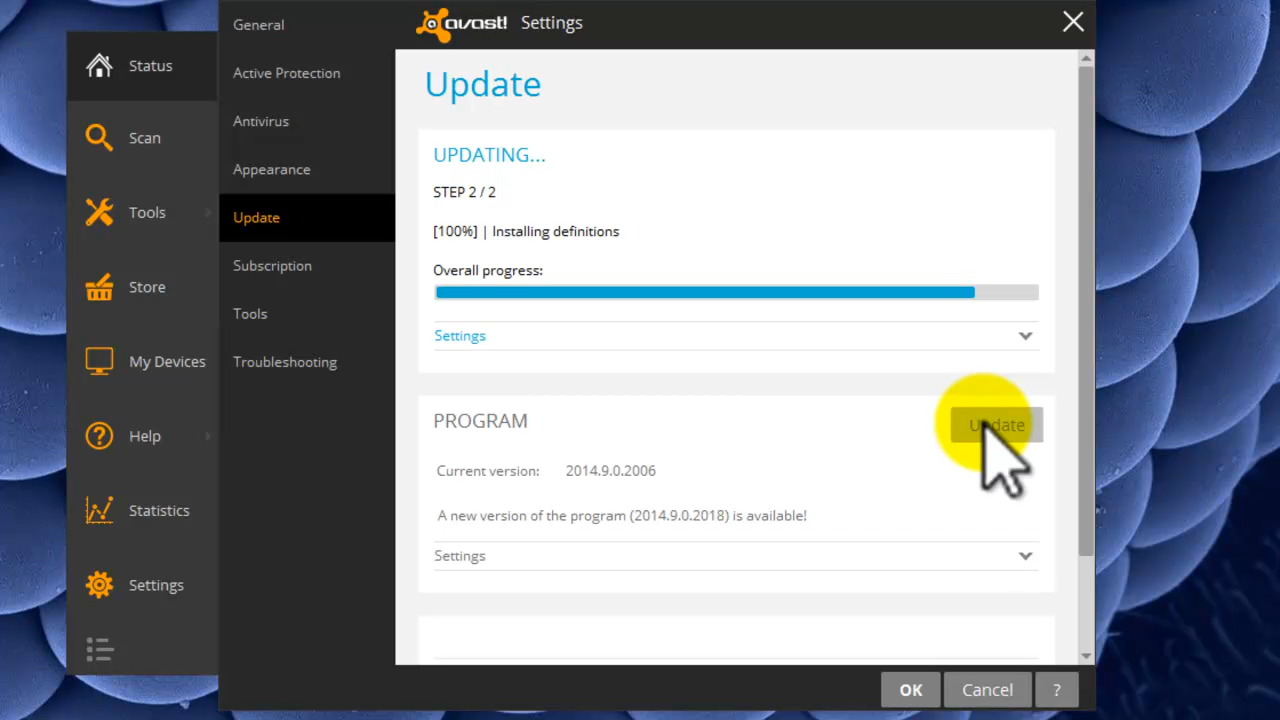 Status
Scan
Tools
Store
My Devices
Help
Statistics
Settings
General
Active Protection
Antivirus
Appearance
Update
Subscription
Tools
Troubleshooting
avast! Settings
Update
UPDATING...
STEP 2 / 2
[100%] | Installing definitions
Overall progress:
Settings
PROGRAM
Update
Current version: 2014.9.0.2006
A new version of the program (2014.9.0.2018) is available!
Settings
OK Cancel ?